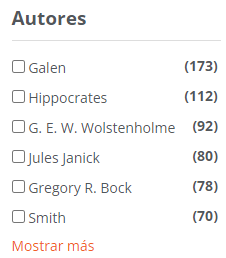 Autores
Galen (173)
Hippocrates (112)
G. E. W. Wolstenholme (92)
Jules Janick (80)
Gregory R. Bock (78)
Smith (70)
Mostrar más